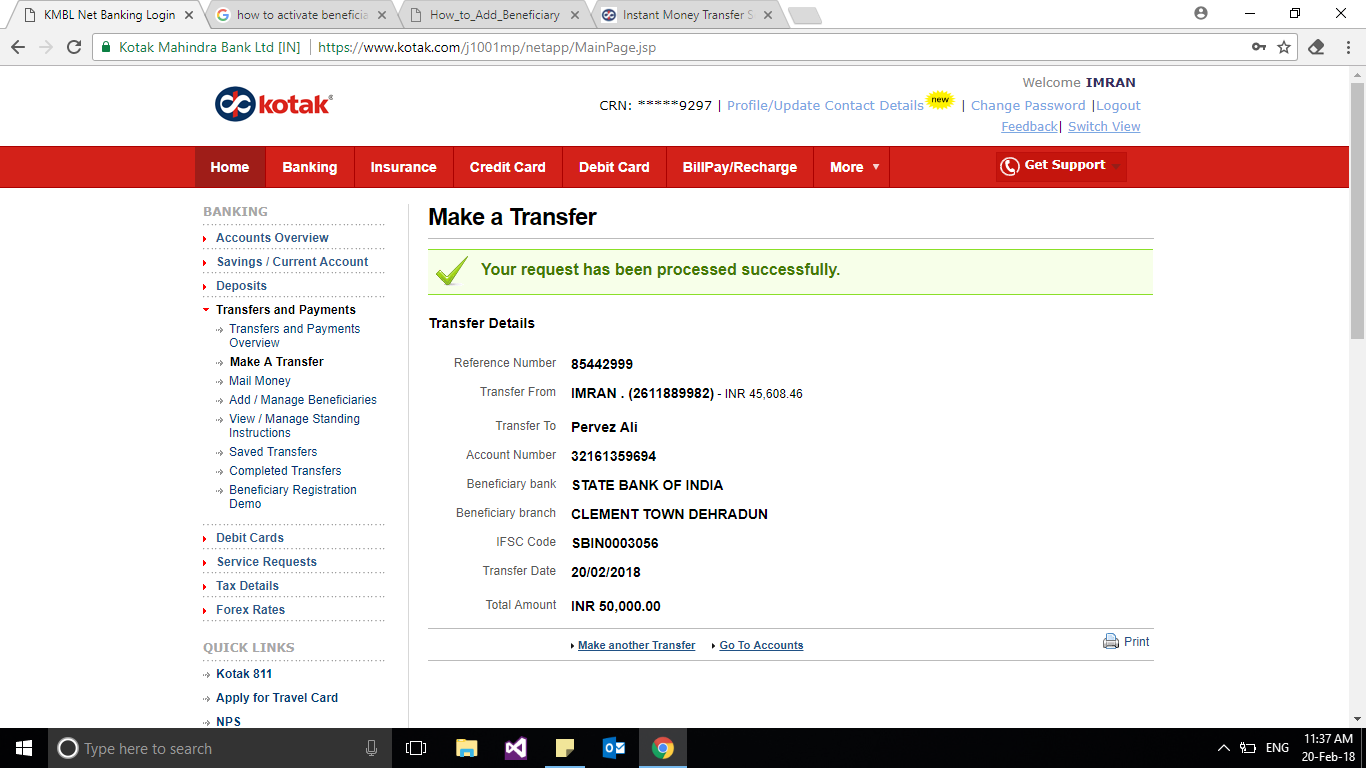 KMBL Net Banking Login
how to activate beneficia
How_to_Add_Beneficiary
Instant Money Transfer S
Kotak Mahindra Bank Ltd [IN] https://www.kotak.com/j1001mp/netapp/MainPage.jsp
Welcome IMRAN
kotak
CRN: *****9297 | Profile/Update Contact Details new | Change Password |Logout
Feedback| Switch View
Home Banking Insurance Credit Card Debit Card BillPay/Recharge More Get Support
BANKING
Accounts Overview
Savings / Current Account
Deposits
Transfers and Payments
Transfers and Payments
Overview
Make A Transfer
Mail Money
Add / Manage Beneficiaries
View / Manage Standing
Instructions
Saved Transfers
Completed Transfers
Beneficiary Registration
Demo
Debit Cards
Service Requests
Tax Details
Forex Rates
QUICK LINKS
Kotak 811
Apply for Travel Card
NPS
Make a Transfer
Your request has been processed successfully.
Transfer Details
Reference Number 85442999
Transfer From IMRAN . (2611889982) - INR 45,608.46
Transfer To Pervez Ali
Account Number 32161359694
Beneficiary bank STATE BANK OF INDIA
Beneficiary branch CLEMENT TOWN DEHRADUN
IFSC Code SBIN0003056
Transfer Date 20/02/2018
Total Amount INR 50,000.00
Make another Transfer Go To Accounts Print
Type here to search
ENG
11:37 AM
20-Feb-18